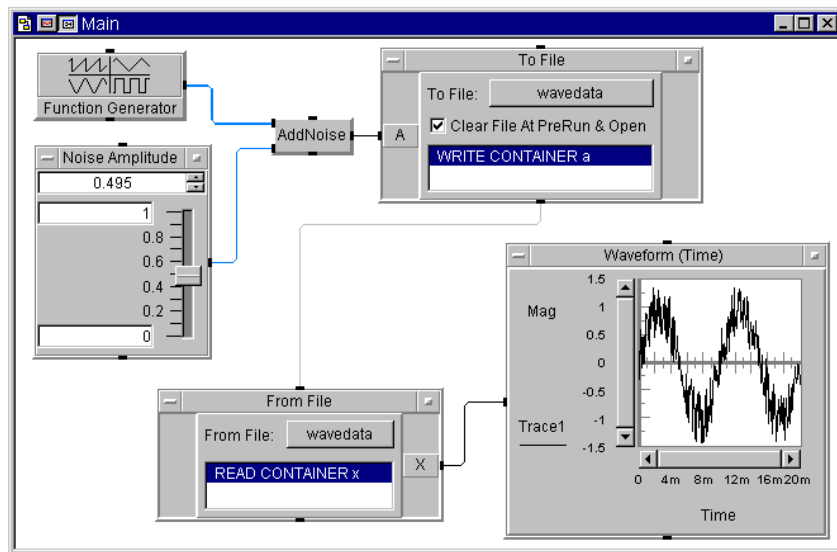 Main
Function Generator
AddNoise
To File
To File: wavedata
Clear File At PreRun & Open
A
WRITE CONTAINER a
Noise Amplitude
0.495
1
0.8
0.6
0.4
0.2
0
From File
From File: wavedata
READ CONTAINER x
X
Waveform (Time)
Mag
Trace1
1.5
1
0.5
0
-0.5
-1
-1.5
0 4m 8m 12m 16m 20m
Time